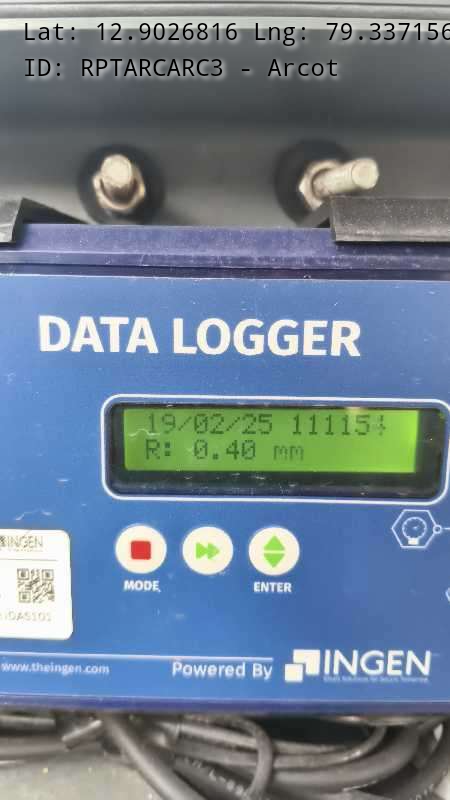 Lat: 12.9026816 Lng: 79.337156
ID: RPTARCARC3 - Arcot
DATA LOGGER
19/02/25 11115
R: 0.40 mm
INGEN
MODE
ENTER
www.theingen.com
Powered By INGEN